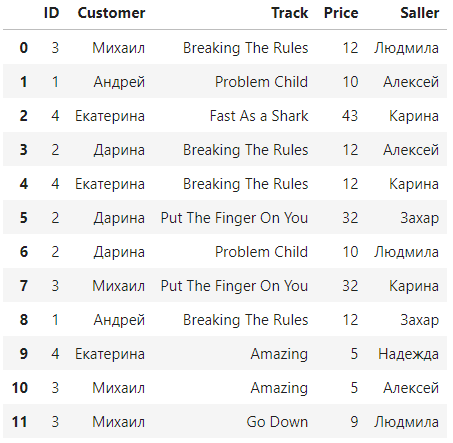 ID Customer Track Price Saller
0 3 Михаил Breaking The Rules 12 Людмила
1 1 Андрей Problem Child 10 Алексей
2 4 Екатерина Fast As a Shark 43 Карина
3 2 Дарина Breaking The Rules 12 Алексей
4 4 Екатерина Breaking The Rules 12 Карина
5 2 Дарина Put The Finger On You 32 Захар
6 2 Дарина Problem Child 10 Людмила
7 3 Михаил Put The Finger On You 32 Карина
8 1 Андрей Breaking The Rules 12 Захар
9 4 Екатерина Amazing 5 Надежда
10 3 Михаил Amazing 5 Алексей
11 3 Михаил Go Down 9 Людмила